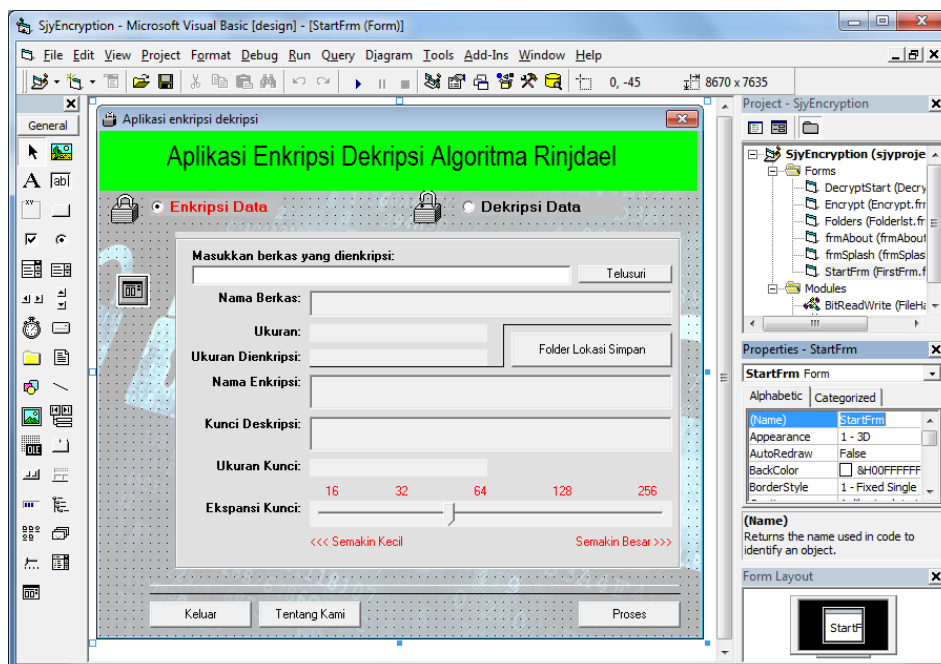 SjyEncryption - Microsoft Visual Basic [design] - [StartFrm (Form)]
File Edit View Project Format Debug Run Query Diagram Tools Add-Ins Window Help
0, -45 8670 x 7635
General
A ab|
xv
OLE
Aplikasi enkripsi dekripsi
Aplikasi Enkripsi Dekripsi Algoritma Rinjdael
Enkripsi Data Dekripsi Data
Masukkan berkas yang dienkripsi:
Telusuri
Nama Berkas:
Ukuran:
Ukuran Dienkripsi:
Folder Lokasi Simpan
Nama Enkripsi:
Kunci Deskripsi:
Ukuran Kunci:
16 32 64 128 256
Ekspansi Kunci:
<<< Semakin Kecil Semakin Besar >>>
Keluar Tentang Kami Proses
Project - SjyEncryption
SjyEncryption (sjyproje
Forms
DecryptStart (Decry
Encrypt (Encrypt.fr
Folders (Folderlst.fr
frmAbout (frmAbout
frmSplash (frmSplas
StartFrm (FirstFrm.f
Modules
BitReadWrite (FileHa
Properties - StartFrm
StartFrm Form
Alphabetic Categorized
(Name) StartFrm
Appearance 1 - 3D
AutoRedraw False
BackColor &H00FFFFFF
BorderStyle 1 - Fixed Single
(Name)
Returns the name used in code to
identify an object.
Form Layout
StartF